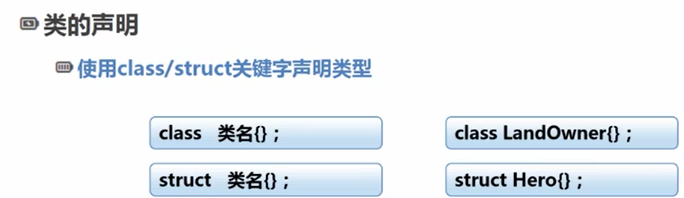 类的声明
使用class/struct关键字声明类型
class 类名{}；
class LandOwner{}；
struct 类名{}；
struct Hero{}；